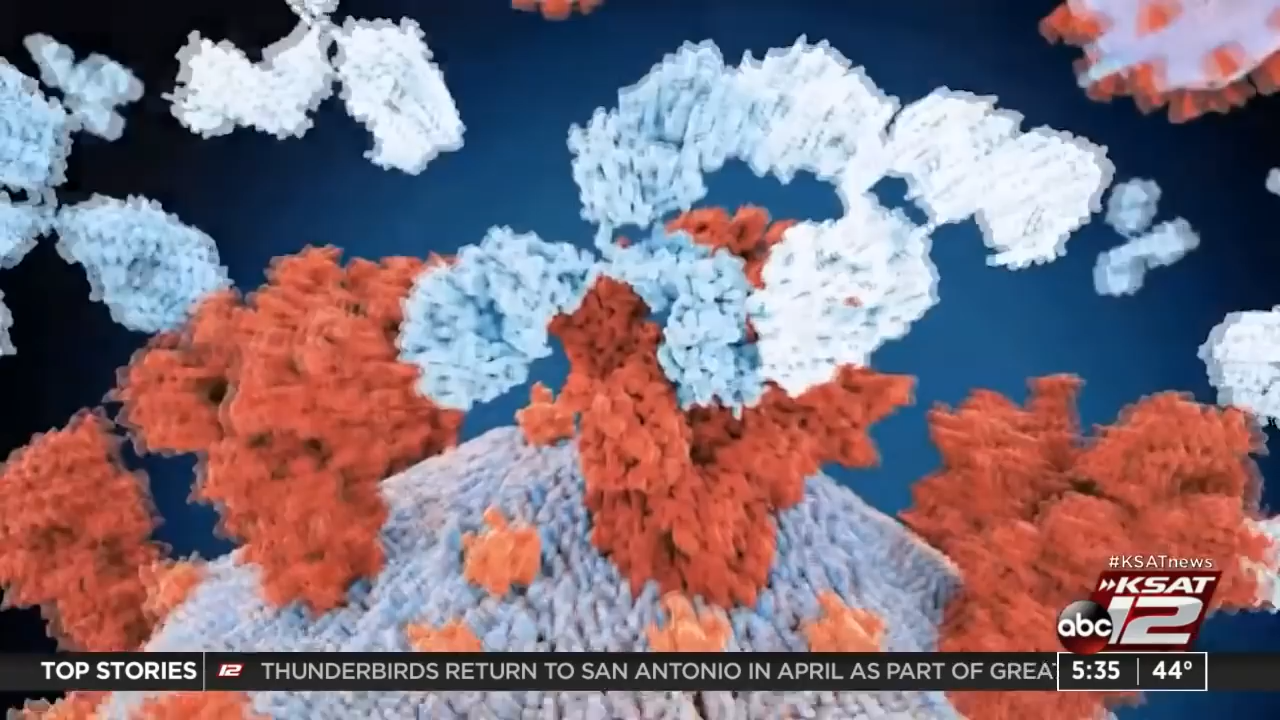 #KSATnews
KSAT
abc 12
TOP STORIES 12 THUNDERBIRDS RETURN TO SAN ANTONIO IN APRIL AS PART OF GREA 5:35 44°